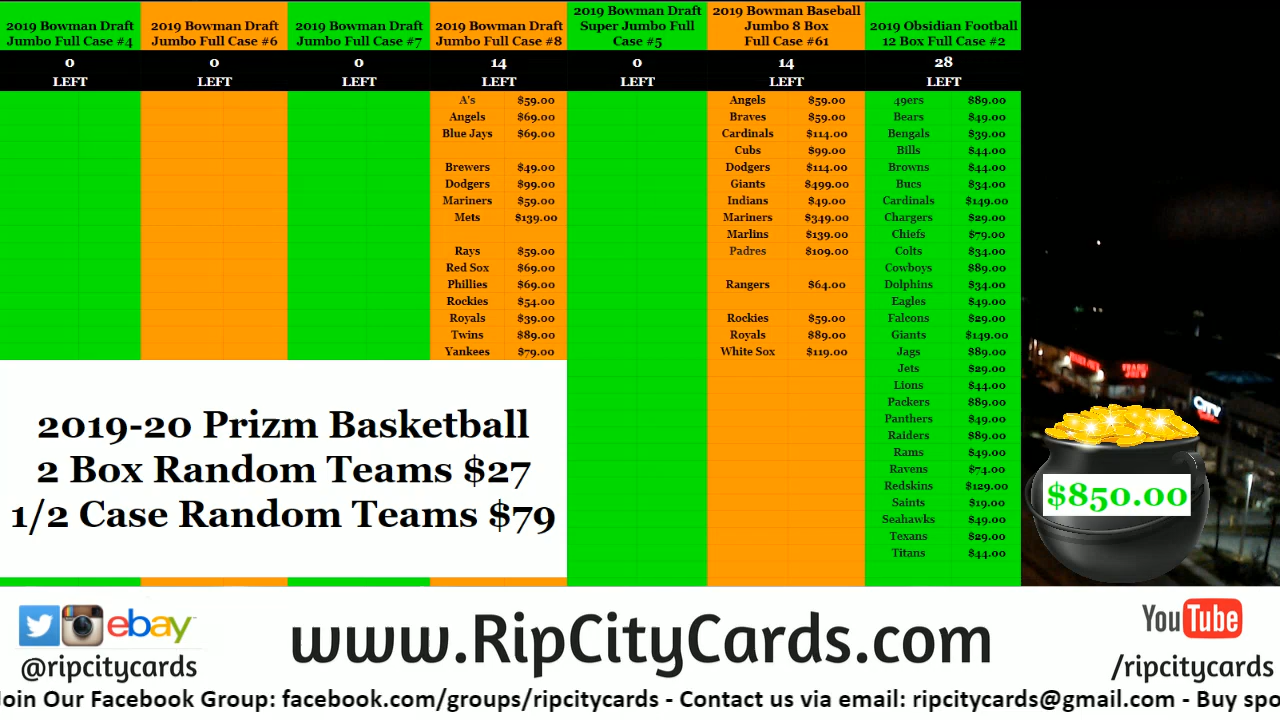 2019 Bowman Draft
Jumbo Full Case #4
0
LEFT
2019 Bowman Draft
Jumbo Full Case #6
0
LEFT
2019 Bowman Draft
Jumbo Full Case #7
0
LEFT
2019 Bowman Draft
Jumbo Full Case #8
14
LEFT
A's $59.00
Angels $69.00
Blue Jays $69.00
Brewers $49.00
Dodgers $99.00
Mariners $59.00
Mets $139.00
Rays $59.00
Red Sox $69.00
Phillies $69.00
Rockies $54.00
Royals $39.00
Twins $89.00
Yankees $79.00
2019 Bowman Draft
Super Jumbo Full
Case #5
0
LEFT
2019 Bowman Baseball
Jumbo 8 Box
Full Case #61
14
LEFT
Angels $59.00
Braves $59.00
Cardinals $114.00
Cubs $99.00
Dodgers $114.00
Giants $499.00
Indians $49.00
Mariners $349.00
Marlins $139.00
Padres $109.00
Rangers $64.00
Rockies $59.00
Royals $89.00
White Sox $119.00
2019 Obsidian Football
12 Box Full Case #2
28
LEFT
49ers $89.00
Bears $49.00
Bengals $39.00
Bills $44.00
Browns $44.00
Bucs $34.00
Cardinals $149.00
Chargers $29.00
Chiefs $79.00
Colts $34.00
Cowboys $89.00
Dolphins $34.00
Eagles $49.00
Falcons $29.00
Giants $149.00
Jags $89.00
Jets $29.00
Lions $44.00
Packers $89.00
Panthers $49.00
Raiders $89.00
Rams $49.00
Ravens $74.00
Redskins $129.00
Saints $19.00
Seahawks $49.00
Texans $29.00
Titans $44.00
2019-20 Prizm Basketball
2 Box Random Teams $27
1/2 Case Random Teams $79
$850.00
ebay
@ripcitycards
www.RipCityCards.com
YouTube
/ripcitycards
Join Our Facebook Group: facebook.com/groups/ripcitycards - Contact us via email: ripcitycards@gmail.com - Buy spo